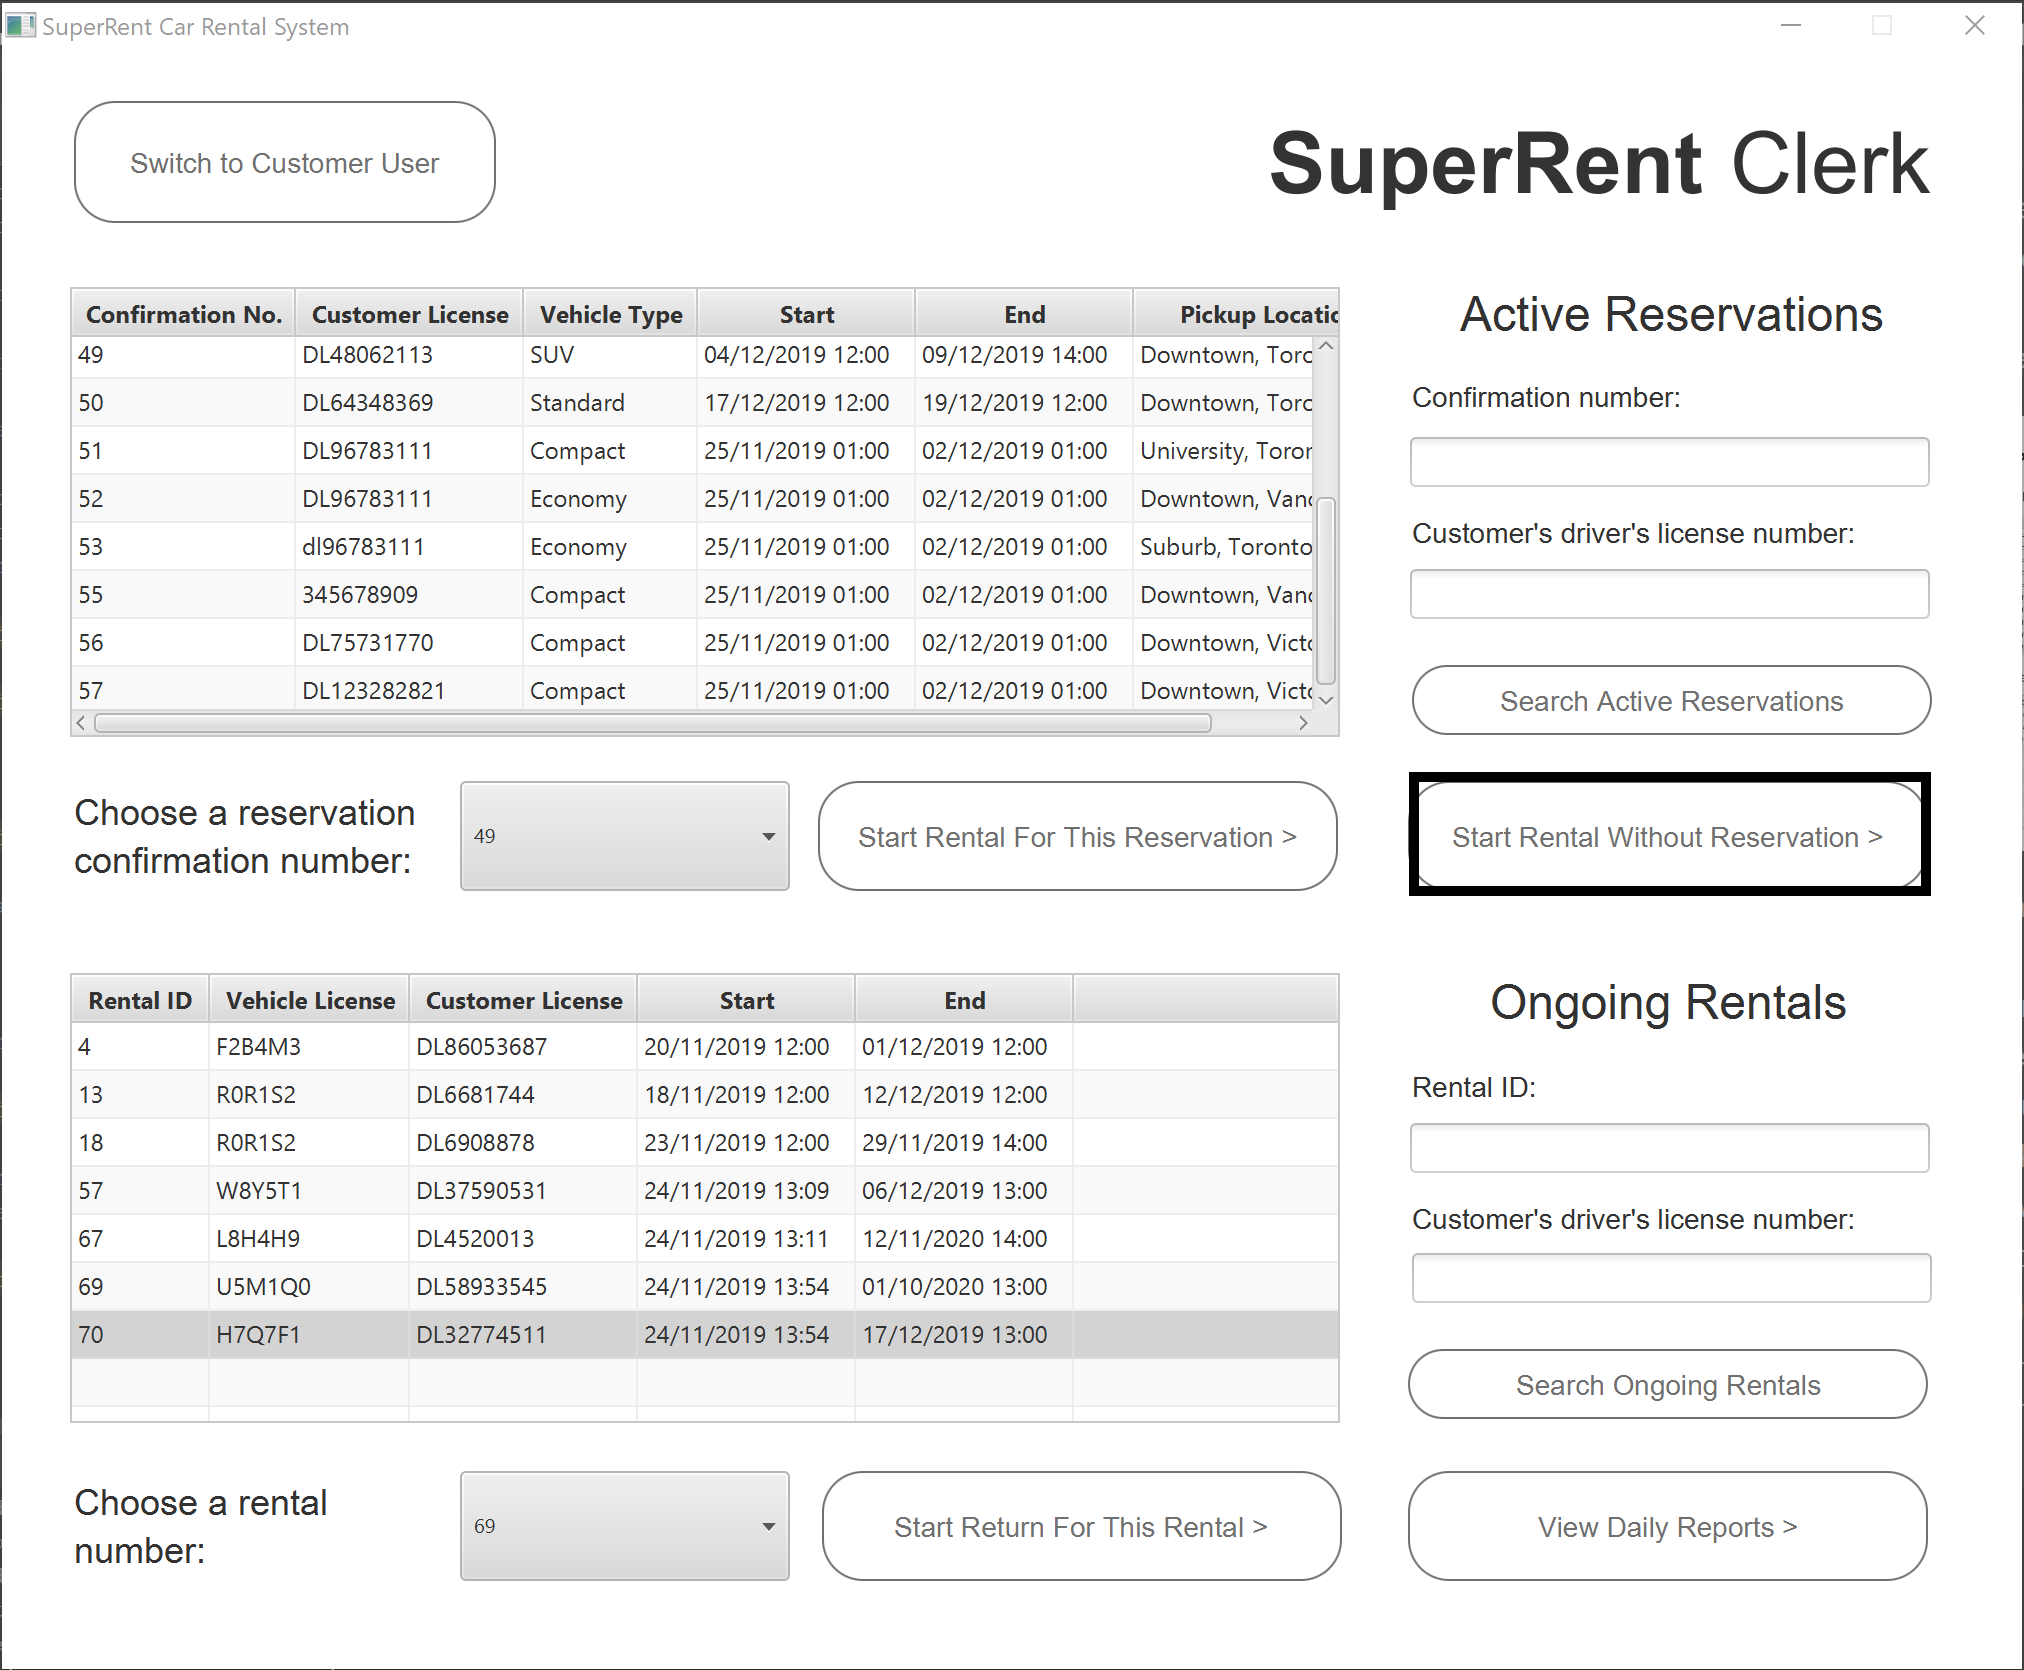 SuperRent Car Rental System
Switch to Customer User
SuperRent Clerk
Confirmation No. Customer License Vehicle Type Start End Pickup Locatio
49 DL48062113 SUV 04/12/2019 12:00 09/12/2019 14:00 Downtown, Toro
50 DL64348369 Standard 17/12/2019 12:00 19/12/2019 12:00 Downtown, Toro
51 DL96783111 Compact 25/11/2019 01:00 02/12/2019 01:00 University, Toror
52 DL96783111 Economy 25/11/2019 01:00 02/12/2019 01:00 Downtown, Vanc
53 dl96783111 Economy 25/11/2019 01:00 02/12/2019 01:00 Suburb, Toronto
55 345678909 Compact 25/11/2019 01:00 02/12/2019 01:00 Downtown, Vanc
56 DL75731770 Compact 25/11/2019 01:00 02/12/2019 01:00 Downtown, Victo
57 DL123282821 Compact 25/11/2019 01:00 02/12/2019 01:00 Downtown, Victo
Active Reservations
Confirmation number:
Customer's driver's license number:
Search Active Reservations
Choose a reservation
confirmation number:
49
Start Rental For This Reservation >
Start Rental Without Reservation >
Rental ID Vehicle License Customer License Start End
4 F2B4M3 DL86053687 20/11/2019 12:00 01/12/2019 12:00
13 R0R1S2 DL6681744 18/11/2019 12:00 12/12/2019 12:00
18 R0R1S2 DL6908878 23/11/2019 12:00 29/11/2019 14:00
57 W8Y5T1 DL37590531 24/11/2019 13:09 06/12/2019 13:00
67 L8H4H9 DL4520013 24/11/2019 13:11 12/11/2020 14:00
69 U5M1Q0 DL58933545 24/11/2019 13:54 01/10/2020 13:00
70 H7Q7F1 DL32774511 24/11/2019 13:54 17/12/2019 13:00
Ongoing Rentals
Rental ID:
Customer's driver's license number:
Search Ongoing Rentals
Choose a rental
number:
69
Start Return For This Rental >
View Daily Reports >